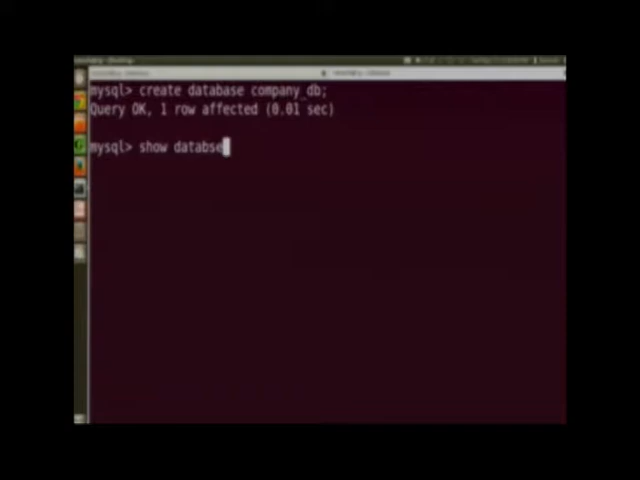 mysql> create database company_db;
Query OK, 1 row affected (0.01 sec)
mysql> show databse